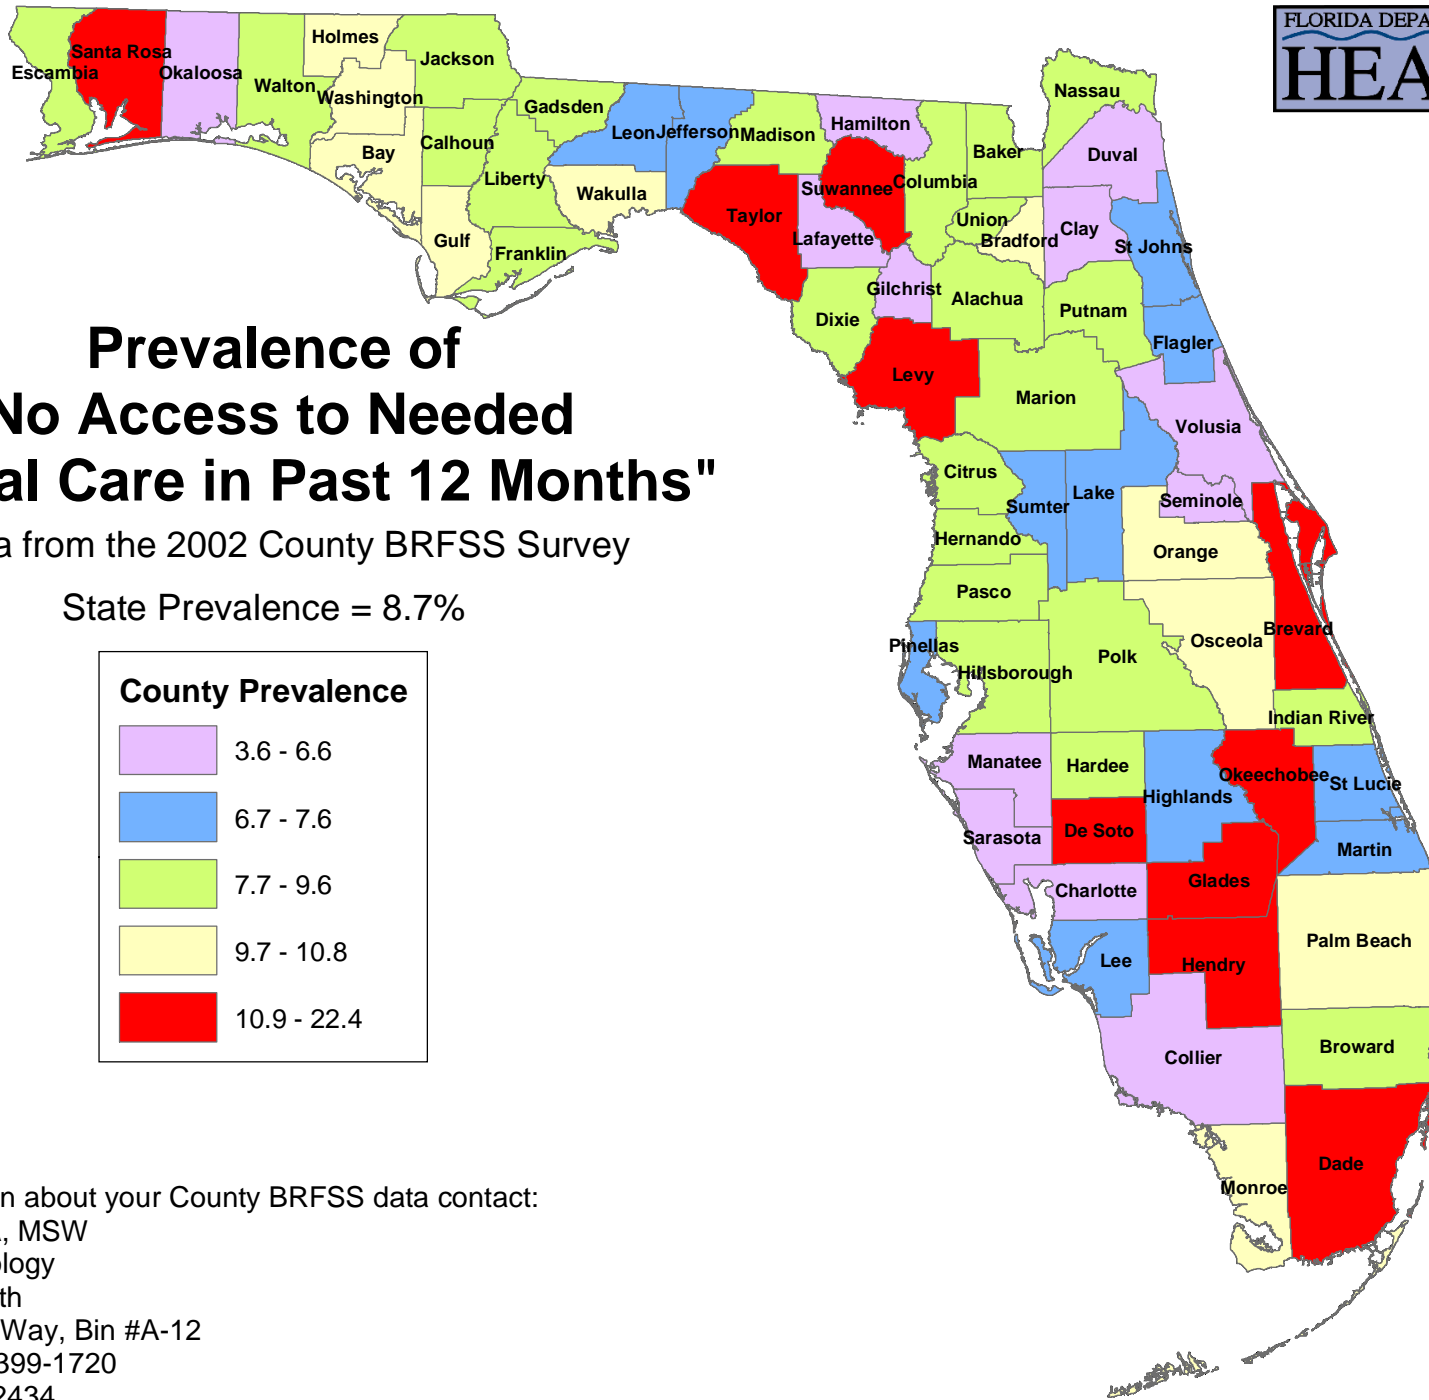 FLORIDA DEPA
HEA
Holmes
Santa Rosa
Jackson
Escambia
Okaloosa
Walton
Nassau
Washington
Gadsden
Leon
Jefferson
Madison
Hamilton
Calhoun
Bay
Baker
Duval
Liberty
Columbia
Suwannee
Wakulla
Taylor
Union
Clay
Lafayette
Bradford
St Johns
Gulf
Franklin
Gilchrist
Alachua
Putnam
Dixie
Flagler
Prevalence of
No Access to Needed
al Care in Past 12 Months"
a from the 2002 County BRFSS Survey
State Prevalence = 8.7%
Levy
Marion
Volusia
Citrus
Lake
Seminole
Sumter
Hernando
Orange
Pasco
Brevard
Pinellas
Osceola
Polk
Hillsborough
Indian River
Manatee
Hardee
Okeechobee
St Lucie
Highlands
Sarasota
De Soto
Martin
Glades
Charlotte
Palm Beach
Lee
Hendry
Broward
Collier
Dade
Monroe
County Prevalence
3.6 - 6.6
6.7 - 7.6
7.7 - 9.6
9.7 - 10.8
10.9 - 22.4
n about your County BRFSS data contact:
, MSW
ology
th
Way, Bin #A-12
399-1720
2434